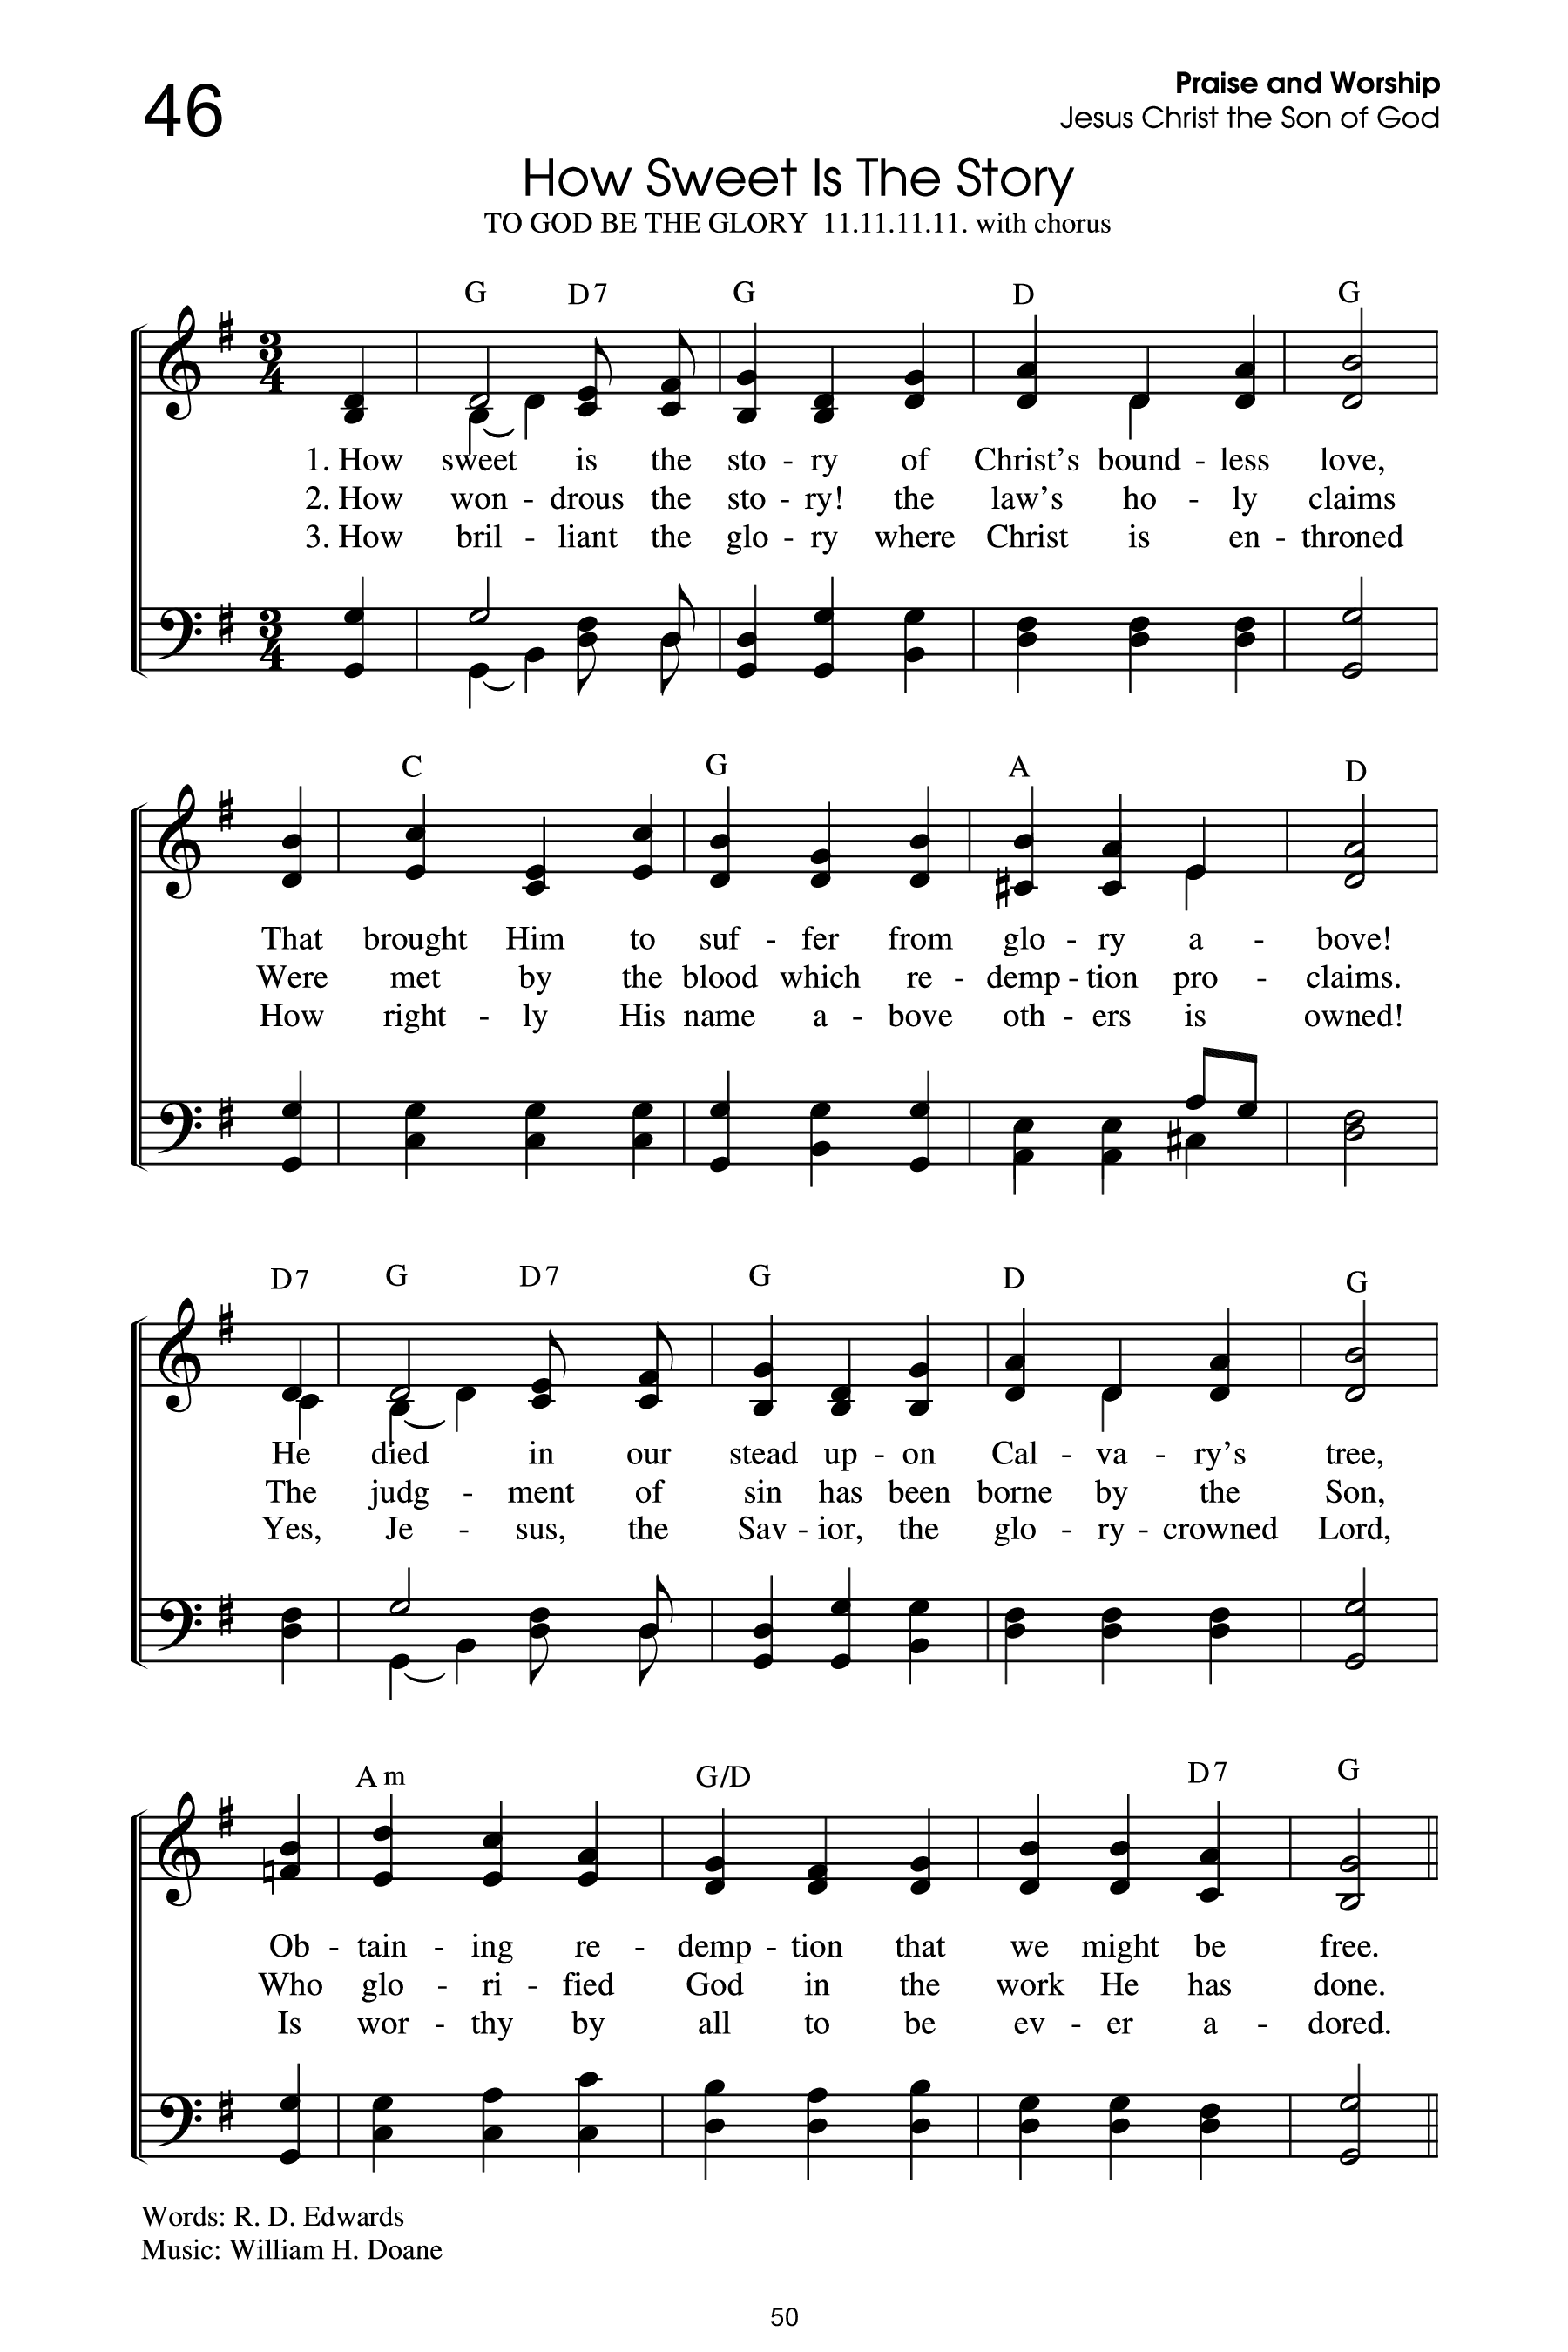 46
Praise and Worship
Jesus Christ the Son of God
How Sweet Is The Story
TO GOD BE THE GLORY 11.11.11.11. with chorus
G D7 G D G
1. How sweet is the sto - ry of Christ's bound - less love,
2. How won - drous the sto - ry! the law's ho - ly claims
3. How bril - liant the glo - ry where Christ is en - throned
C G A D
That brought Him to suf - fer from glo - ry a - bove!
Were met by the blood which re - demp - tion pro - claims.
How right - ly His name a - bove oth - ers is owned!
D7 G D7 G D G
He died in our stead up - on Cal - va - ry's tree,
The judg - ment of sin has been borne by the Son,
Yes, Je - sus, the Sav - ior, the glo - ry - crowned Lord,
Am G/D D7 G
Ob - tain - ing re - demp - tion that we might be free.
Who glo - ri - fied God in the work He has done.
Is wor - thy by all to be ev - er a - dored.
Words: R. D. Edwards
Music: William H. Doane
50